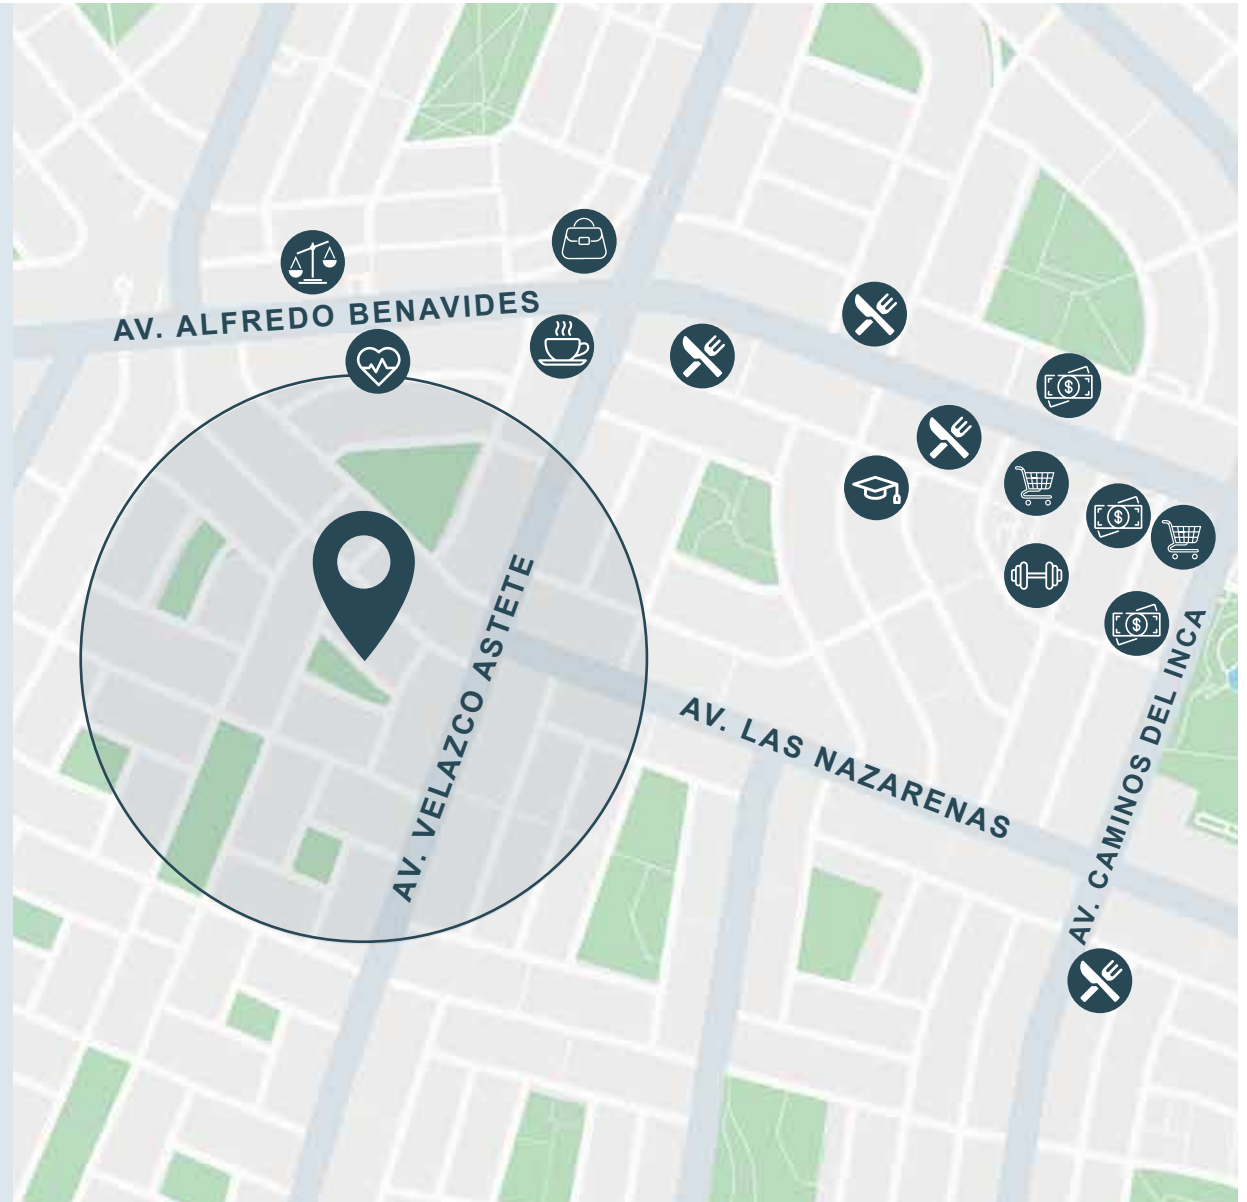 AV. ALFREDO BENAVIDES
AV. VELAZCO ASTETE
AV. LAS NAZARENAS
AV. CAMINOS DEL INCA
$
$
$